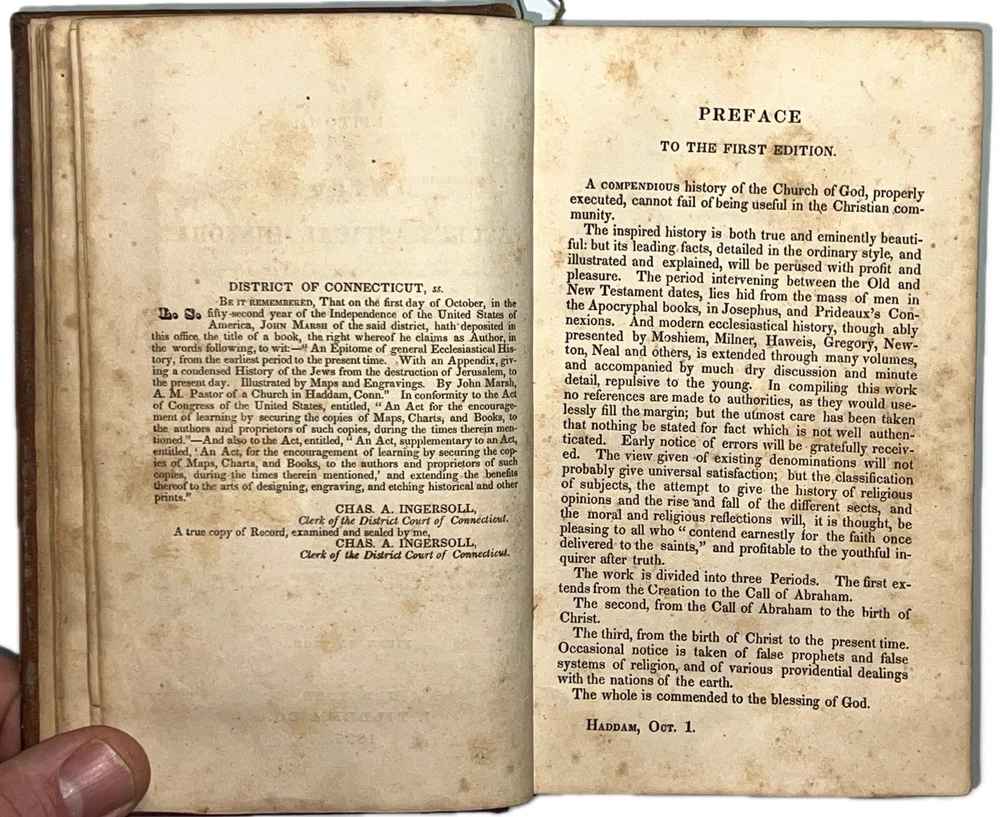 DISTRICT OF CONNECTICUT, ss.
BE IT REMEMBERED, That on the first day of October, in the
L. S. fifty-second year of the Independence of the United States of
America, JOHN MARSH of the said district, hath deposited in
this office the title of a book, the right whereof he claims as Author, in
the words following, to wit:—"An Epitome of general Ecclesiastical His-
tory, from the earliest period to the present time. With an Appendix, giv-
ing a condensed History of the Jews from the destruction of Jerusalem, to
the present day. Illustrated by Maps and Engravings. By John Marsh,
A. M. Pastor of a Church in Haddam, Conn." In conformity to the Act
of Congress of the United States, entitled, "An Act for the encourage-
ment of learning by securing the copies of Maps, Charts, and Books, to
the authors and proprietors of such copies, during the times therein men-
tioned."—And also to the Act, entitled, "An Act, supplementary to an Act,
entitled, 'An Act, for the encouragement of learning by securing the cop-
ies of Maps, Charts, and Books, to the authors and proprietors of such
copies, during the times therein mentioned,' and extending the benefits
thereof to the arts of designing, engraving, and etching historical and other
prints."
CHAS. A. INGERSOLL,
Clerk of the District Court of Connecticut.
A true copy of Record, examined and sealed by me,
CHAS. A. INGERSOLL,
Clerk of the District Court of Connecticut.
PREFACE
TO THE FIRST EDITION.
A COMPENDIOUS history of the Church of God, properly
executed, cannot fail of being useful in the Christian com-
munity.
The inspired history is both true and eminently beauti-
ful: but its leading facts, detailed in the ordinary style, and
illustrated and explained, will be perused with profit and
pleasure. The period intervening between the Old and
New Testament dates, lies hid from the mass of men in
the Apocryphal books, in Josephus, and Prideaux's Con-
nexions. And modern ecclesiastical history, though ably
presented by Moshiem, Milner, Haweis, Gregory, New-
ton, Neal and others, is extended through many volumes,
and accompanied by much dry discussion and minute
detail, repulsive to the young. In compiling this work
no references are made to authorities, as they would use-
lessly fill the margin; but the utmost care has been taken
that nothing be stated for fact which is not well authen-
ticated. Early notice of errors will be gratefully receiv-
ed. The view given of existing denominations will not
probably give universal satisfaction; but the classification
of subjects, the attempt to give the history of religious
opinions and the rise and fall of the different sects, and
the moral and religious reflections will, it is thought, be
pleasing to all who "contend earnestly for the faith once
delivered to the saints," and profitable to the youthful in-
quirer after truth.
The work is divided into three Periods. The first ex-
tends from the Creation to the Call of Abraham.
The second, from the Call of Abraham to the birth of
Christ.
The third, from the birth of Christ to the present time.
Occasional notice is taken of false prophets and false
systems of religion, and of various providential dealings
with the nations of the earth.
The whole is commended to the blessing of God.
HADDAM, OCT. 1.